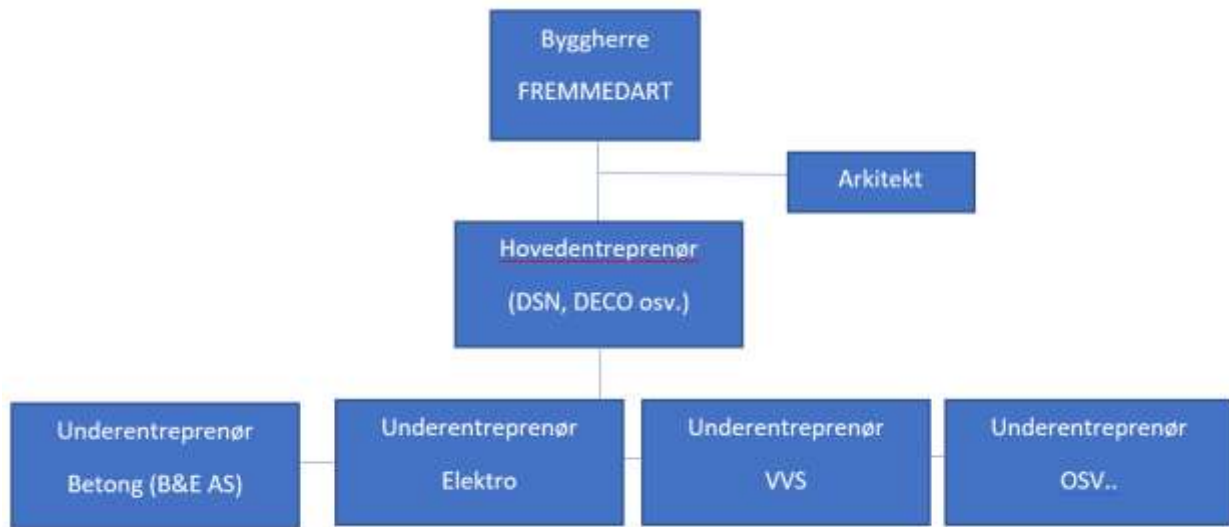 Byggherre
FREMMEDART
Arkitekt
Hovedentreprenør
(DSN, DECO osv.)
Underentreprenør
Betong (B&E AS)
Underentreprenør
Elektro
Underentreprenør
VVS
Underentreprenør
OSV..